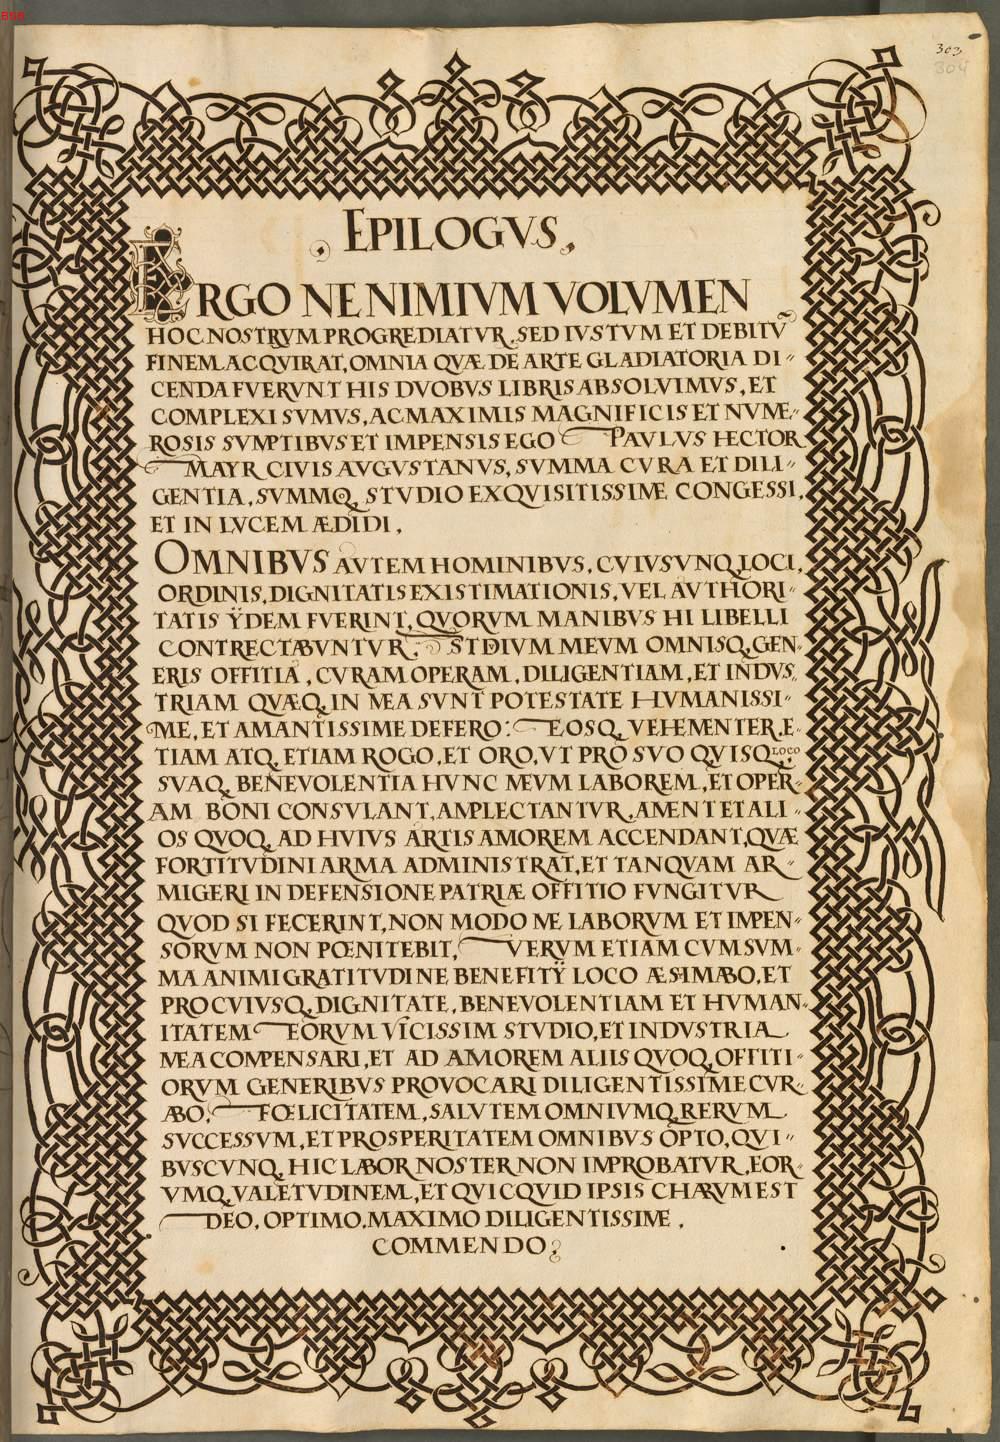 BSB
303
304
EPILOGVS.
ERGO NE NIMIVM VOLVMEN
HOC NOSTRVM PROGREDIATVR, SED IVSTVM ET DEBITV̄
FINEM ACQVIRAT, OMNIA QVÆ DE ARTE GLADIATORIA DI〃
CENDA FVERVNT HIS DVOBVS LIBRIS ABSOLVIMVS, ET
COMPLEXI SVMVS, AC MAXIMIS MAGNIFICIS ET NVME〃
ROSIS SVMPTIBVS ET IMPENSIS EGO PAVLVS HECTOR
MAYR CIVIS AVGVSTANVS, SVMMA CVRA ET DILI〃
GENTIA, SVMMQ, STVDIO EXQVISITISSIME CONGESSI,
ET IN LVCEM ÆDIDI.
OMNIBVS AVTEM HOMINIBVS, CVIVSVNQ, LOCI,
ORDINIS, DIGNITATIS EXISTIMATIONIS, VEL AVTHORI〃
TATIS ŸDEM FVERINT, QVORVM MANIBVS HI LIBELLI
CONTRECTABVNTVR. STDIVM MEVM OMNISQ, GEN〃
ERIS OFFITIA, CVRAM OPERAM, DILIGENTIAM, ET INDVS〃
TRIAM QVÆQ, IN MEA SVNT POTESTATE HVMANISSI〃
ME, ET AMANTISSIME DEFERO: EOSQ, VEHEMENTER, E〃
TIAM ATQ, ETIAM ROGO, ET ORO, VT PRO SVO QVISQ, LOCO
SVAQ, BENEVOLENTIA HVNC MEVM LABOREM, ET OPER〃
AM BONI CONSVLANT, AMPLECTANTVR, AMENT ET ALI〃
OS QVOQ, AD HVIVS ARTIS AMOREM ACCENDANT, QVÆ
FORTITVDINI ARMA ADMINISTRAT, ET TANQVAM AR〃
MIGERI IN DEFENSIONE PATRIÆ OFFITIO FVNGITVR
QVOD SI FECERINT, NON MODO ME LABORVM ET IMPEN〃
SORVM NON PŒNITEBIT, VERVM ETIAM CVM SVM〃
MA ANIMI GRATITVDINE BENEFITŸ LOCO ÆSTIMABO, ET
PRO CVIVSQ, DIGNITATE, BENEVOLENTIAM ET HVMAN〃
ITATEM EORVM VICISSIM STVDIO, ET INDVSTRIA
MEA COMPENSARI, ET AD AMOREM ALIIS QVOQ, OFFITI〃
ORVM GENERIBVS PROVOCARI DILIGENTISSIME CVR〃
ABO. FŒLICITATEM, SALVTEM OMNIVMQ, RERVM
SVCCESSVM, ET PROSPERITATEM OMNIBVS OPTO, QVI〃
BVSCVNQ, HIC LABOR NOSTER NON IMPROBATVR, EOR〃
VMQ, VALETVDINEM, ET QVICQVID IPSIS CHARVM EST
DEO, OPTIMO, MAXIMO DILIGENTISSIME,
COMMENDO